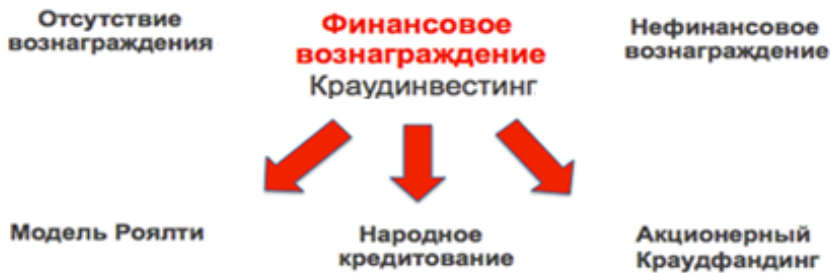 Отсутствие
вознаграждения
Финансовое
вознаграждение
Краудинвестинг
Нефинансовое
вознаграждение
Модель Роялти
Народное
кредитование
Акционерный
Краудфандинг